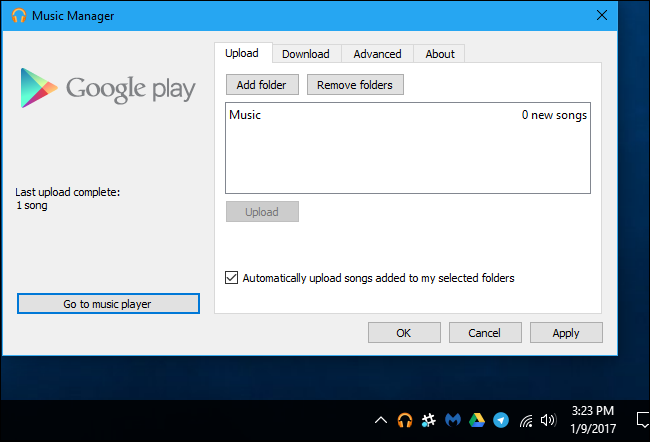 Music Manager
Upload
Download
Advanced
About
Google play
Add folder
Remove folders
Music
0 new songs
Last upload complete:
1 song
Upload
Automatically upload songs added to my selected folders
Go to music player
OK
Cancel
Apply
3:23 PM
1/9/2017